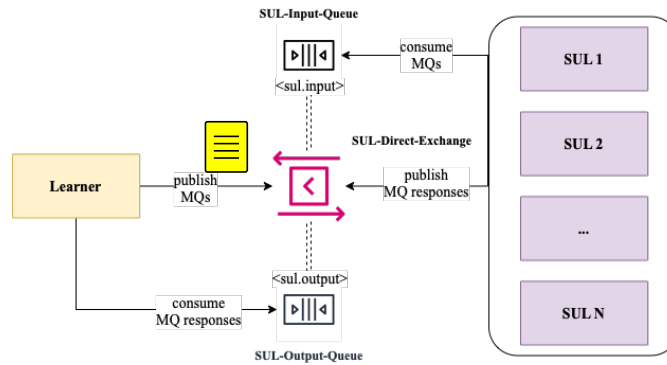 SUL-Input-Queue
consume
MQs
<sul.input>
SUL 1
SUL-Direct-Exchange
SUL 2
Learner
publish
MQs
publish
MQ responses
...
<sul.output>
consume
MQ responses
SUL N
SUL-Output-Queue